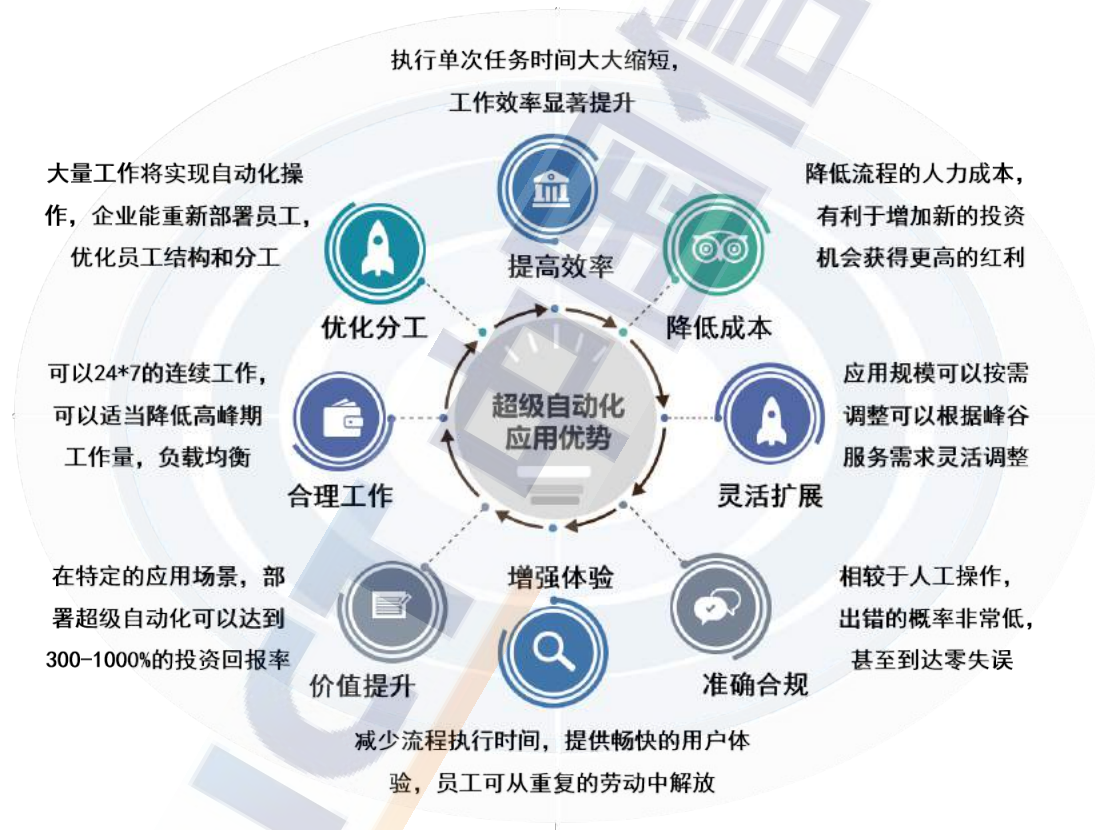 执行单次任务时间大大缩短，
工作效率显著提升
提高效率
降低流程的人力成本，
有利于增加新的投资
机会获得更高的红利
降低成本
应用规模可以按需
调整可以根据峰谷
服务需求灵活调整
灵活扩展
相较于人工操作，
出错的概率非常低，
甚至到达零失误
准确合规
增强体验
减少流程执行时间，提供畅快的用户体
验，员工可从重复的劳动中解放
在特定的应用场景，部
署超级自动化可以达到
300-1000%的投资回报率
价值提升
可以24*7的连续工作，
可以适当降低高峰期
工作量，负载均衡
合理工作
大量工作将实现自动化操
作，企业能重新部署员工，
优化员工结构和分工
优化分工
超级自动化
应用优势